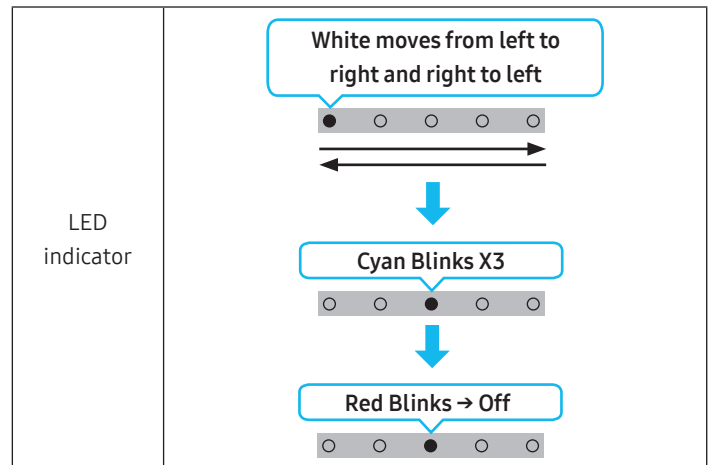 White moves from left to
right and right to left
LED
indicator
Cyan Blinks X3
Red Blinks → Off